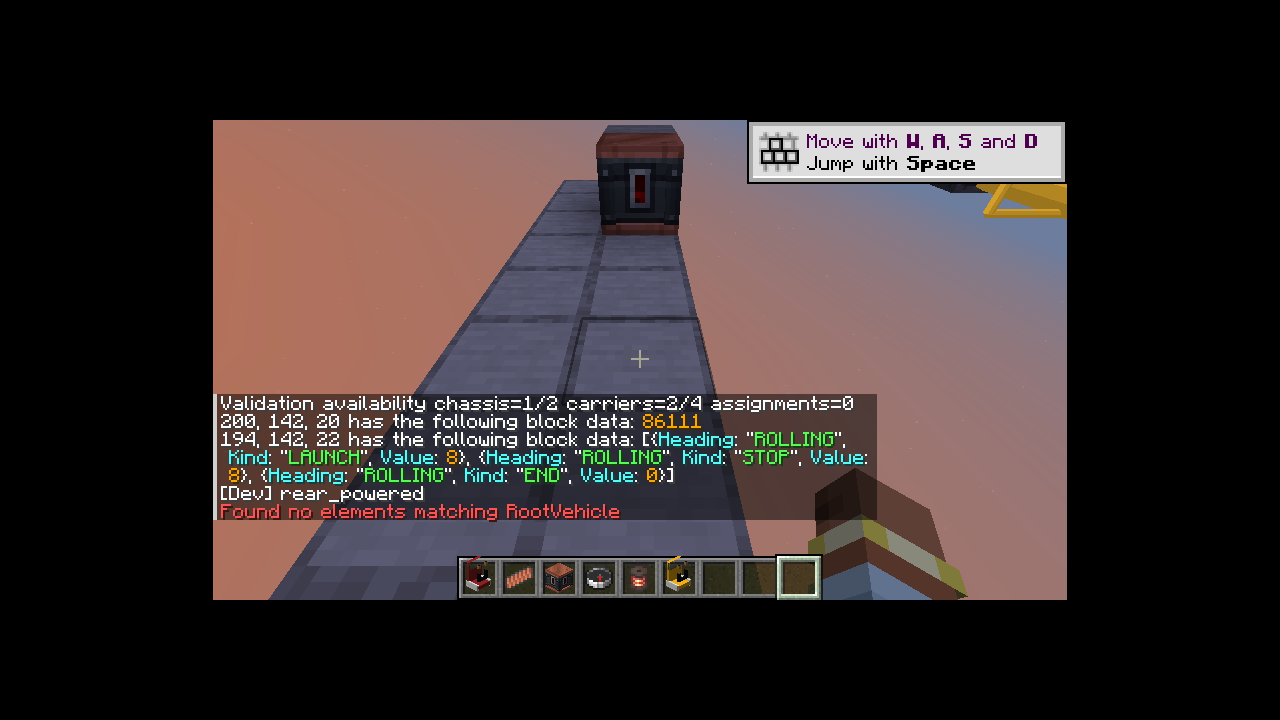 Move with W, A, S and D
Jump with Space
Validation availability chassis=1/2 carriers=2/4 assignments=0
200, 142, 20 has the following block data: 86111
194, 142, 22 has the following block data: [{Heading: "ROLLING",
Kind: "LAUNCH", Value: 8}, {Heading: "ROLLING", Kind: "STOP", Value:
8}, {Heading: "ROLLING", Kind: "END", Value: 0}]
[Dev] rear_powered
Found no elements matching RootVehicle